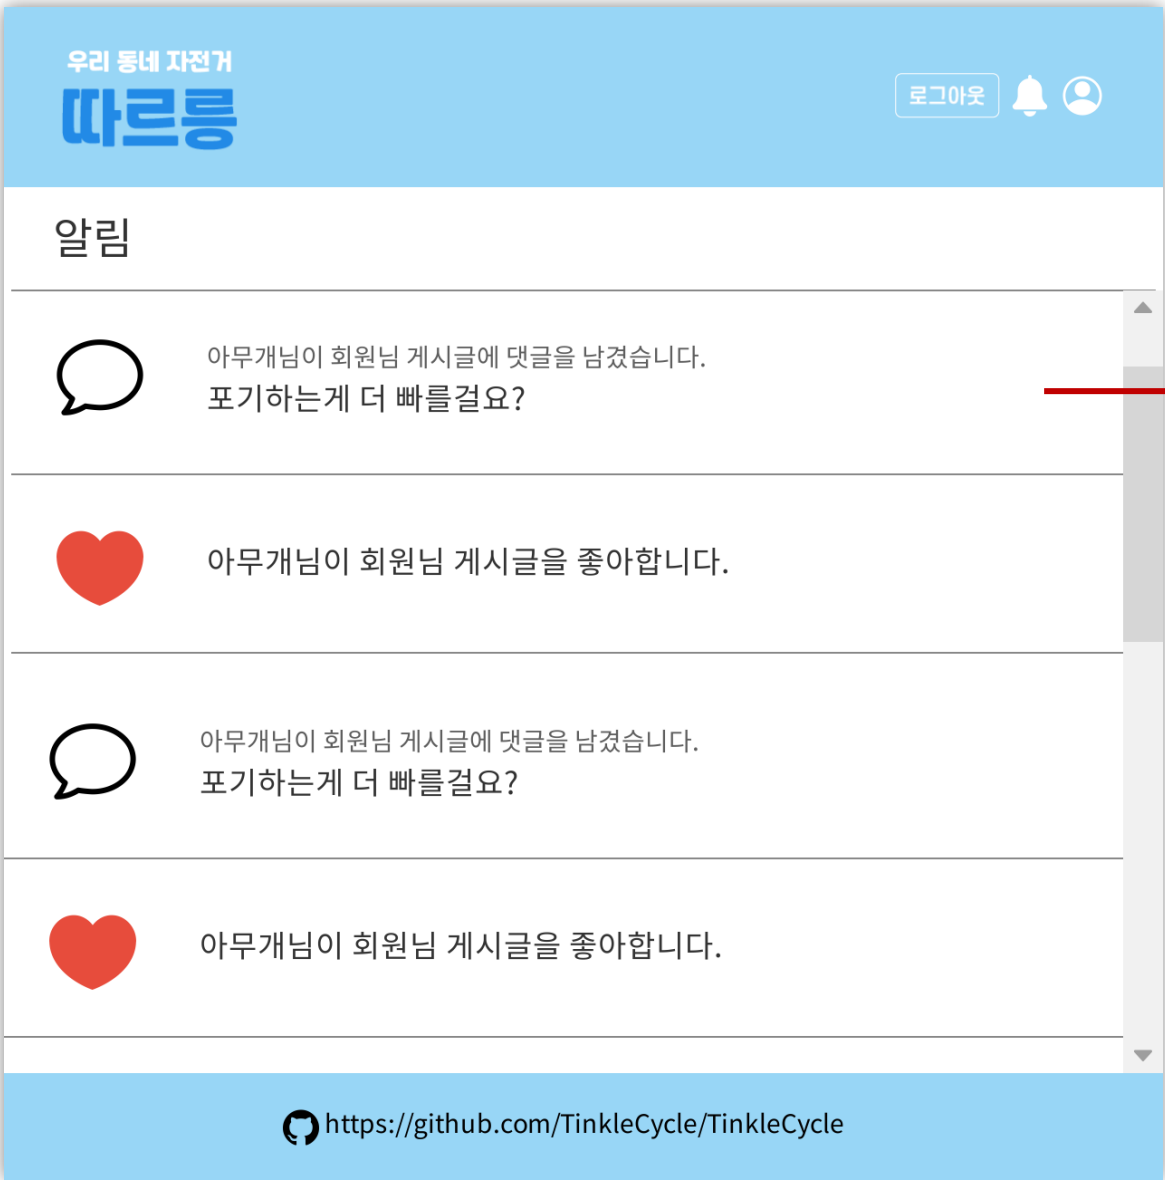 우리 동네 자전거
따르릉
로그아웃
알림
아무개님이 회원님 게시글에 댓글을 남겼습니다.
포기하는게 더 빠를걸요?
아무개님이 회원님 게시글을 좋아합니다.
아무개님이 회원님 게시글에 댓글을 남겼습니다.
포기하는게 더 빠를걸요?
아무개님이 회원님 게시글을 좋아합니다.
https://github.com/TinkleCycle/TinkleCycle